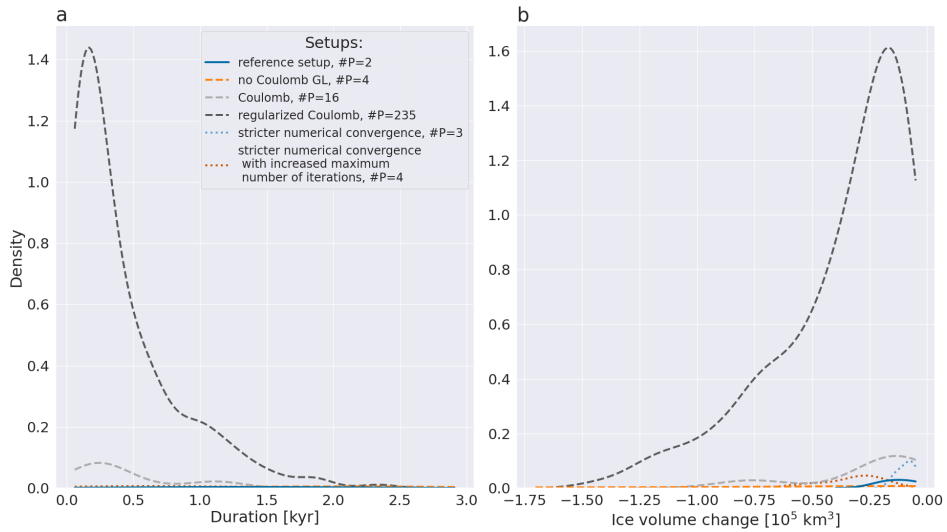 a
Setups:
reference setup, #P=2
no Coulomb GL, #P=4
Coulomb, #P=16
regularized Coulomb, #P=235
stricter numerical convergence, #P=3
stricter numerical convergence
with increased maximum
number of iterations, #P=4
Density
1.4
1.2
1.0
0.8
0.6
0.4
0.2
0.0
0.0 0.5 1.0 1.5 2.0 2.5 3.0
Duration [kyr]
b
1.6
1.4
1.2
1.0
0.8
0.6
0.4
0.2
0.0
−1.75 −1.50 −1.25 −1.00 −0.75 −0.50 −0.25 0.00
Ice volume change [10⁵ km³]